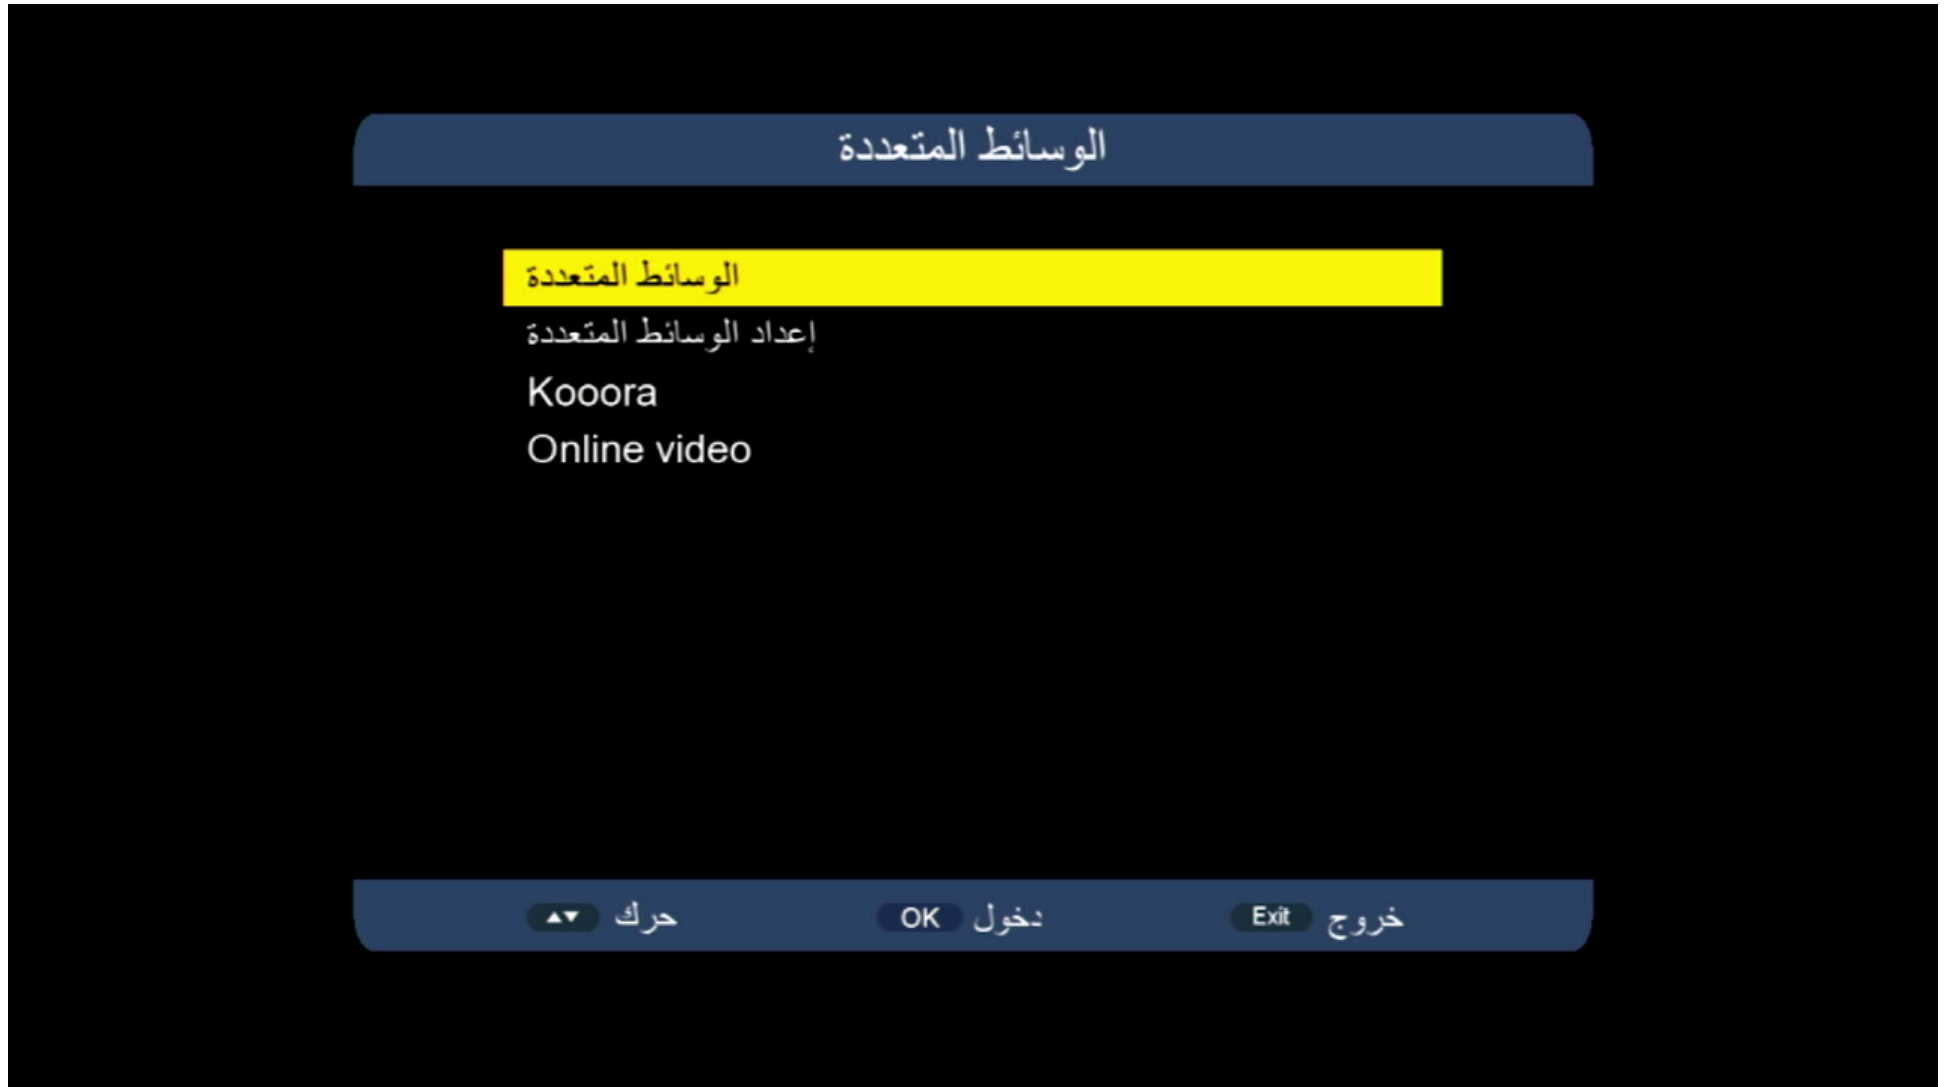 الوسائط المتعددة
الوسائط المتعددة
إعداد الوسائط المتعددة
Kooora
Online video
حرك ▲▼ دخول OK خروج Exit